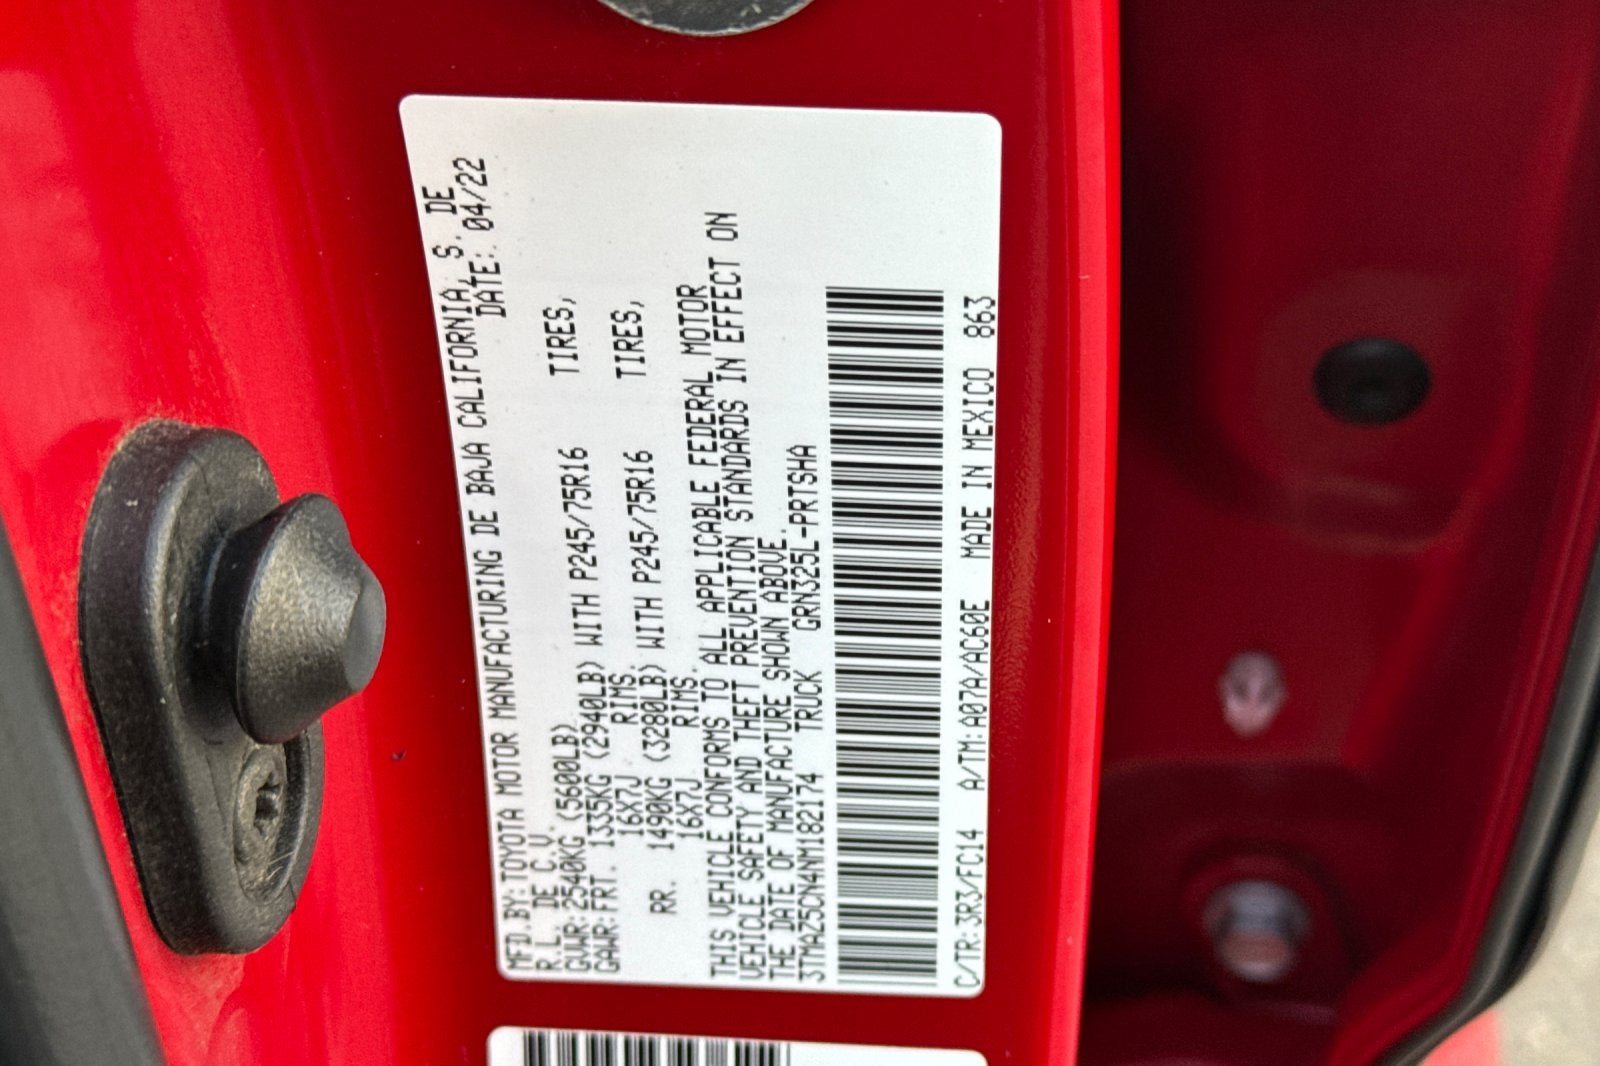 MFD.BY:TOYOTA MOTOR MANUFACTURING DE BAJA CALIFORNIA, S. DE
R.L. DE C.V. DATE: 04/22
GVWR:2540KG (5600LB)
GAWR:FRT. 1335KG (2940LB) WITH P245/75R16 TIRES,
16X7J RIMS.
RR. 1490KG (3280LB) WITH P245/75R16 TIRES,
16X7J RIMS.
THIS VEHICLE CONFORMS TO ALL APPLICABLE FEDERAL MOTOR
VEHICLE SAFETY AND THEFT PREVENTION STANDARDS IN EFFECT ON
THE DATE OF MANUFACTURE SHOWN ABOVE.
3TMAZ5CN4NM182174 TRUCK GRN325L-PRTSHA
C/TR:3R3/FC14 A/TM:A07A/AC60E MADE IN MEXICO 863